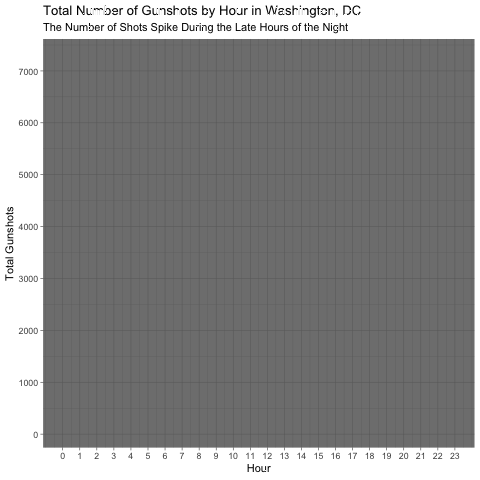 Total Number of Gunshots by Hour in Washington, DC
The Number of Shots Spike During the Late Hours of the Night
7000
6000
5000
4000
3000
2000
1000
0
Total Gunshots
0 1 2 3 4 5 6 7 8 9 10 11 12 13 14 15 16 17 18 19 20 21 22 23
Hour